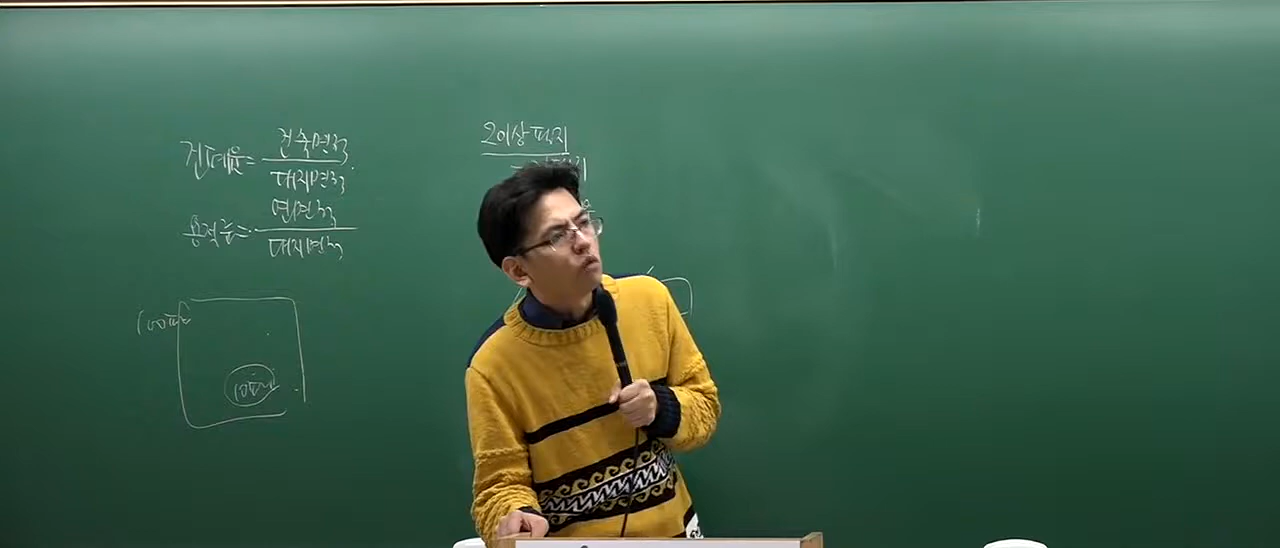 건폐율 = 건축면적 / 대지면적
용적률 = 연면적 / 대지면적
2이상 필지
100평
10평